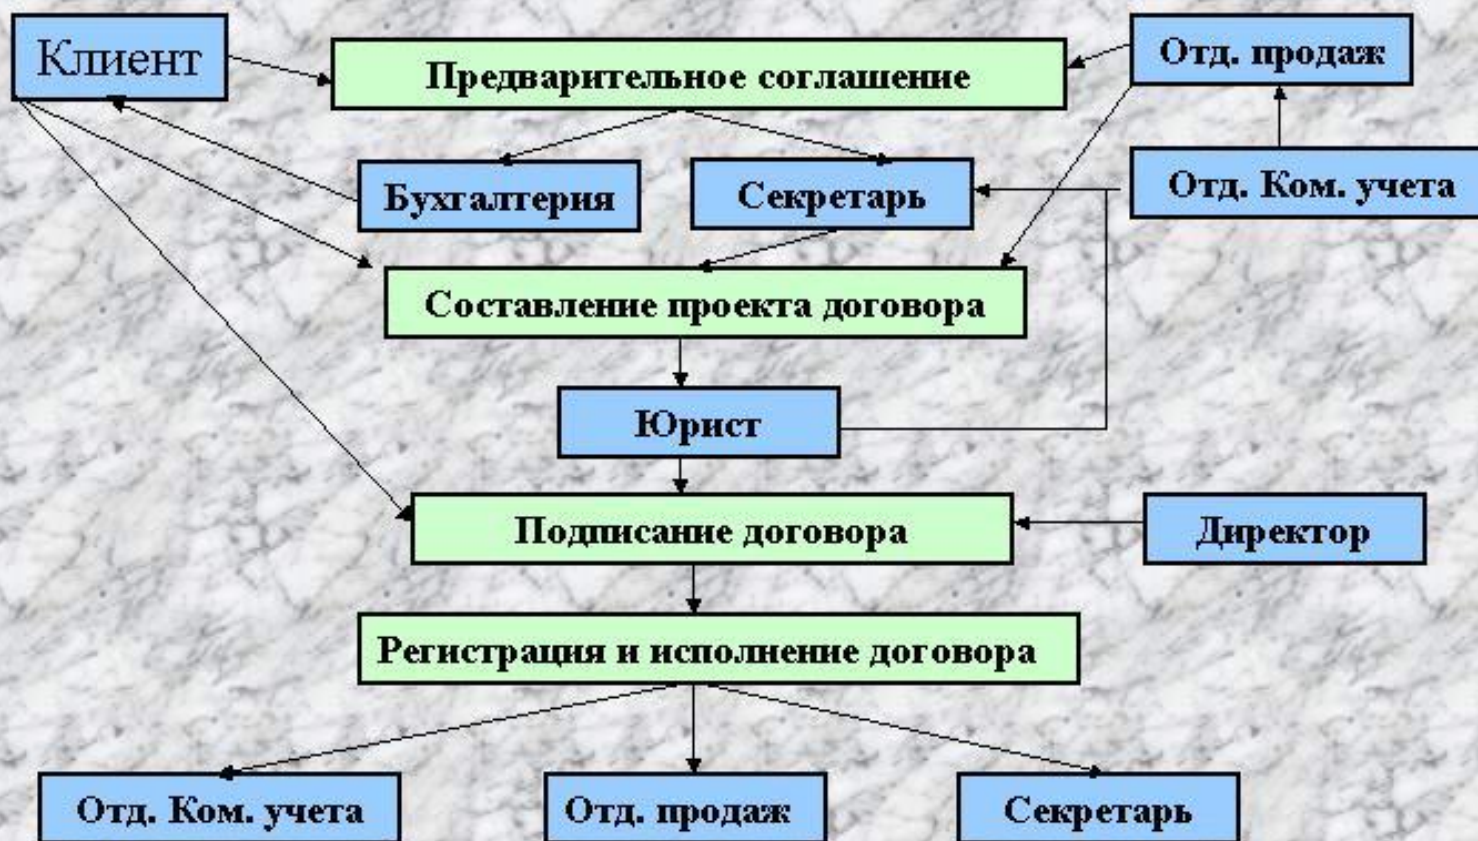 Клиент
Предварительное соглашение
Отд. продаж
Бухгалтерия
Секретарь
Отд. Ком. учета
Составление проекта договора
Юрист
Подписание договора
Директор
Регистрация и исполнение договора
Отд. Ком. учета
Отд. продаж
Секретарь